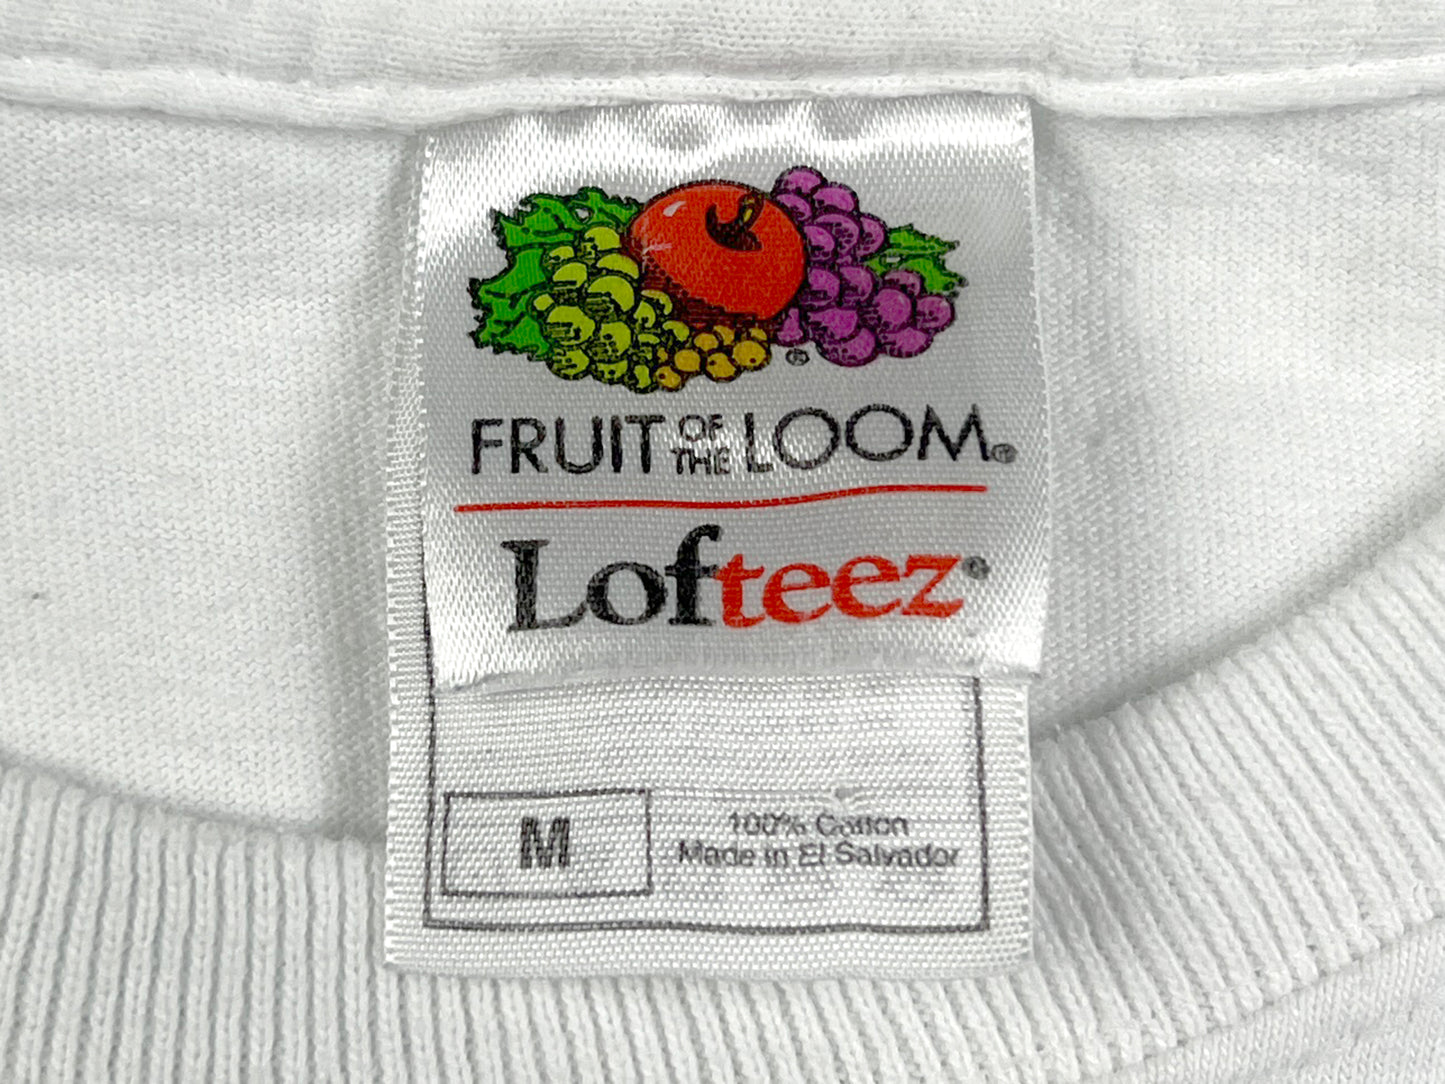 FRUIT OF THE LOOM®
Lofteez®
M
100% Cotton
Made in El Salvador